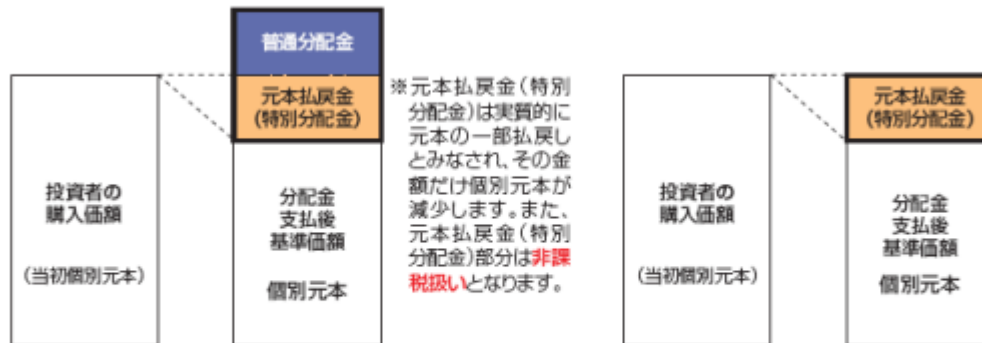 普通分配金
元本払戻金
(特別分配金)
投資者の
購入価額
(当初個別元本)
分配金
支払後
基準価額
個別元本
※元本払戻金(特別
分配金)は実質的に
元本の一部払戻し
とみなされ、その金
額だけ個別元本が
減少します。また、
元本払戻金(特別
分配金)部分は非課
税扱いとなります。
元本払戻金
(特別分配金)
投資者の
購入価額
(当初個別元本)
分配金
支払後
基準価額
個別元本